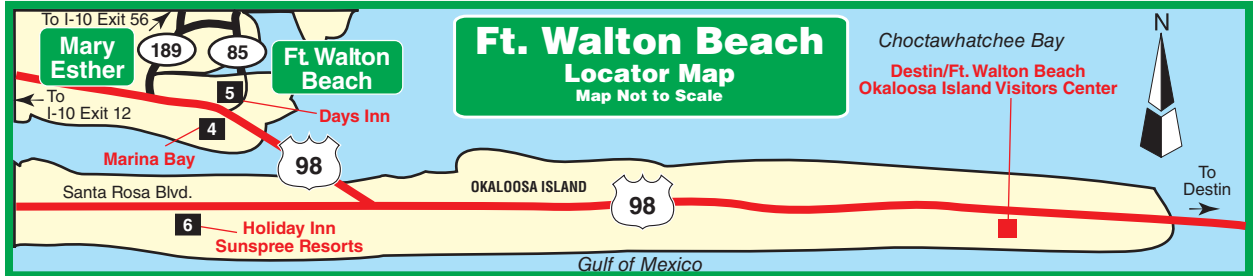 To I-10 Exit 56
Mary
Esther
189
85
Ft. Walton
Beach
Ft. Walton Beach
Locator Map
Map Not to Scale
Choctawhatchee Bay
N
Destin/Ft. Walton Beach
Okaloosa Island Visitors Center
To
I-10 Exit 12
5
Days Inn
4
Marina Bay
98
Santa Rosa Blvd.
OKALOOSA ISLAND
98
To
Destin
6
Holiday Inn
Sunspree Resorts
Gulf of Mexico